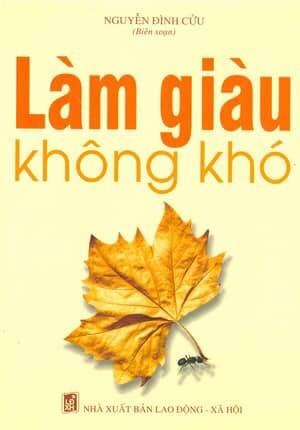 NGUYỄN ĐÌNH CỬU
(Biên soạn)
Làm giàu
không khó
NHÀ XUẤT BẢN LAO ĐỘNG - XÃ HỘI